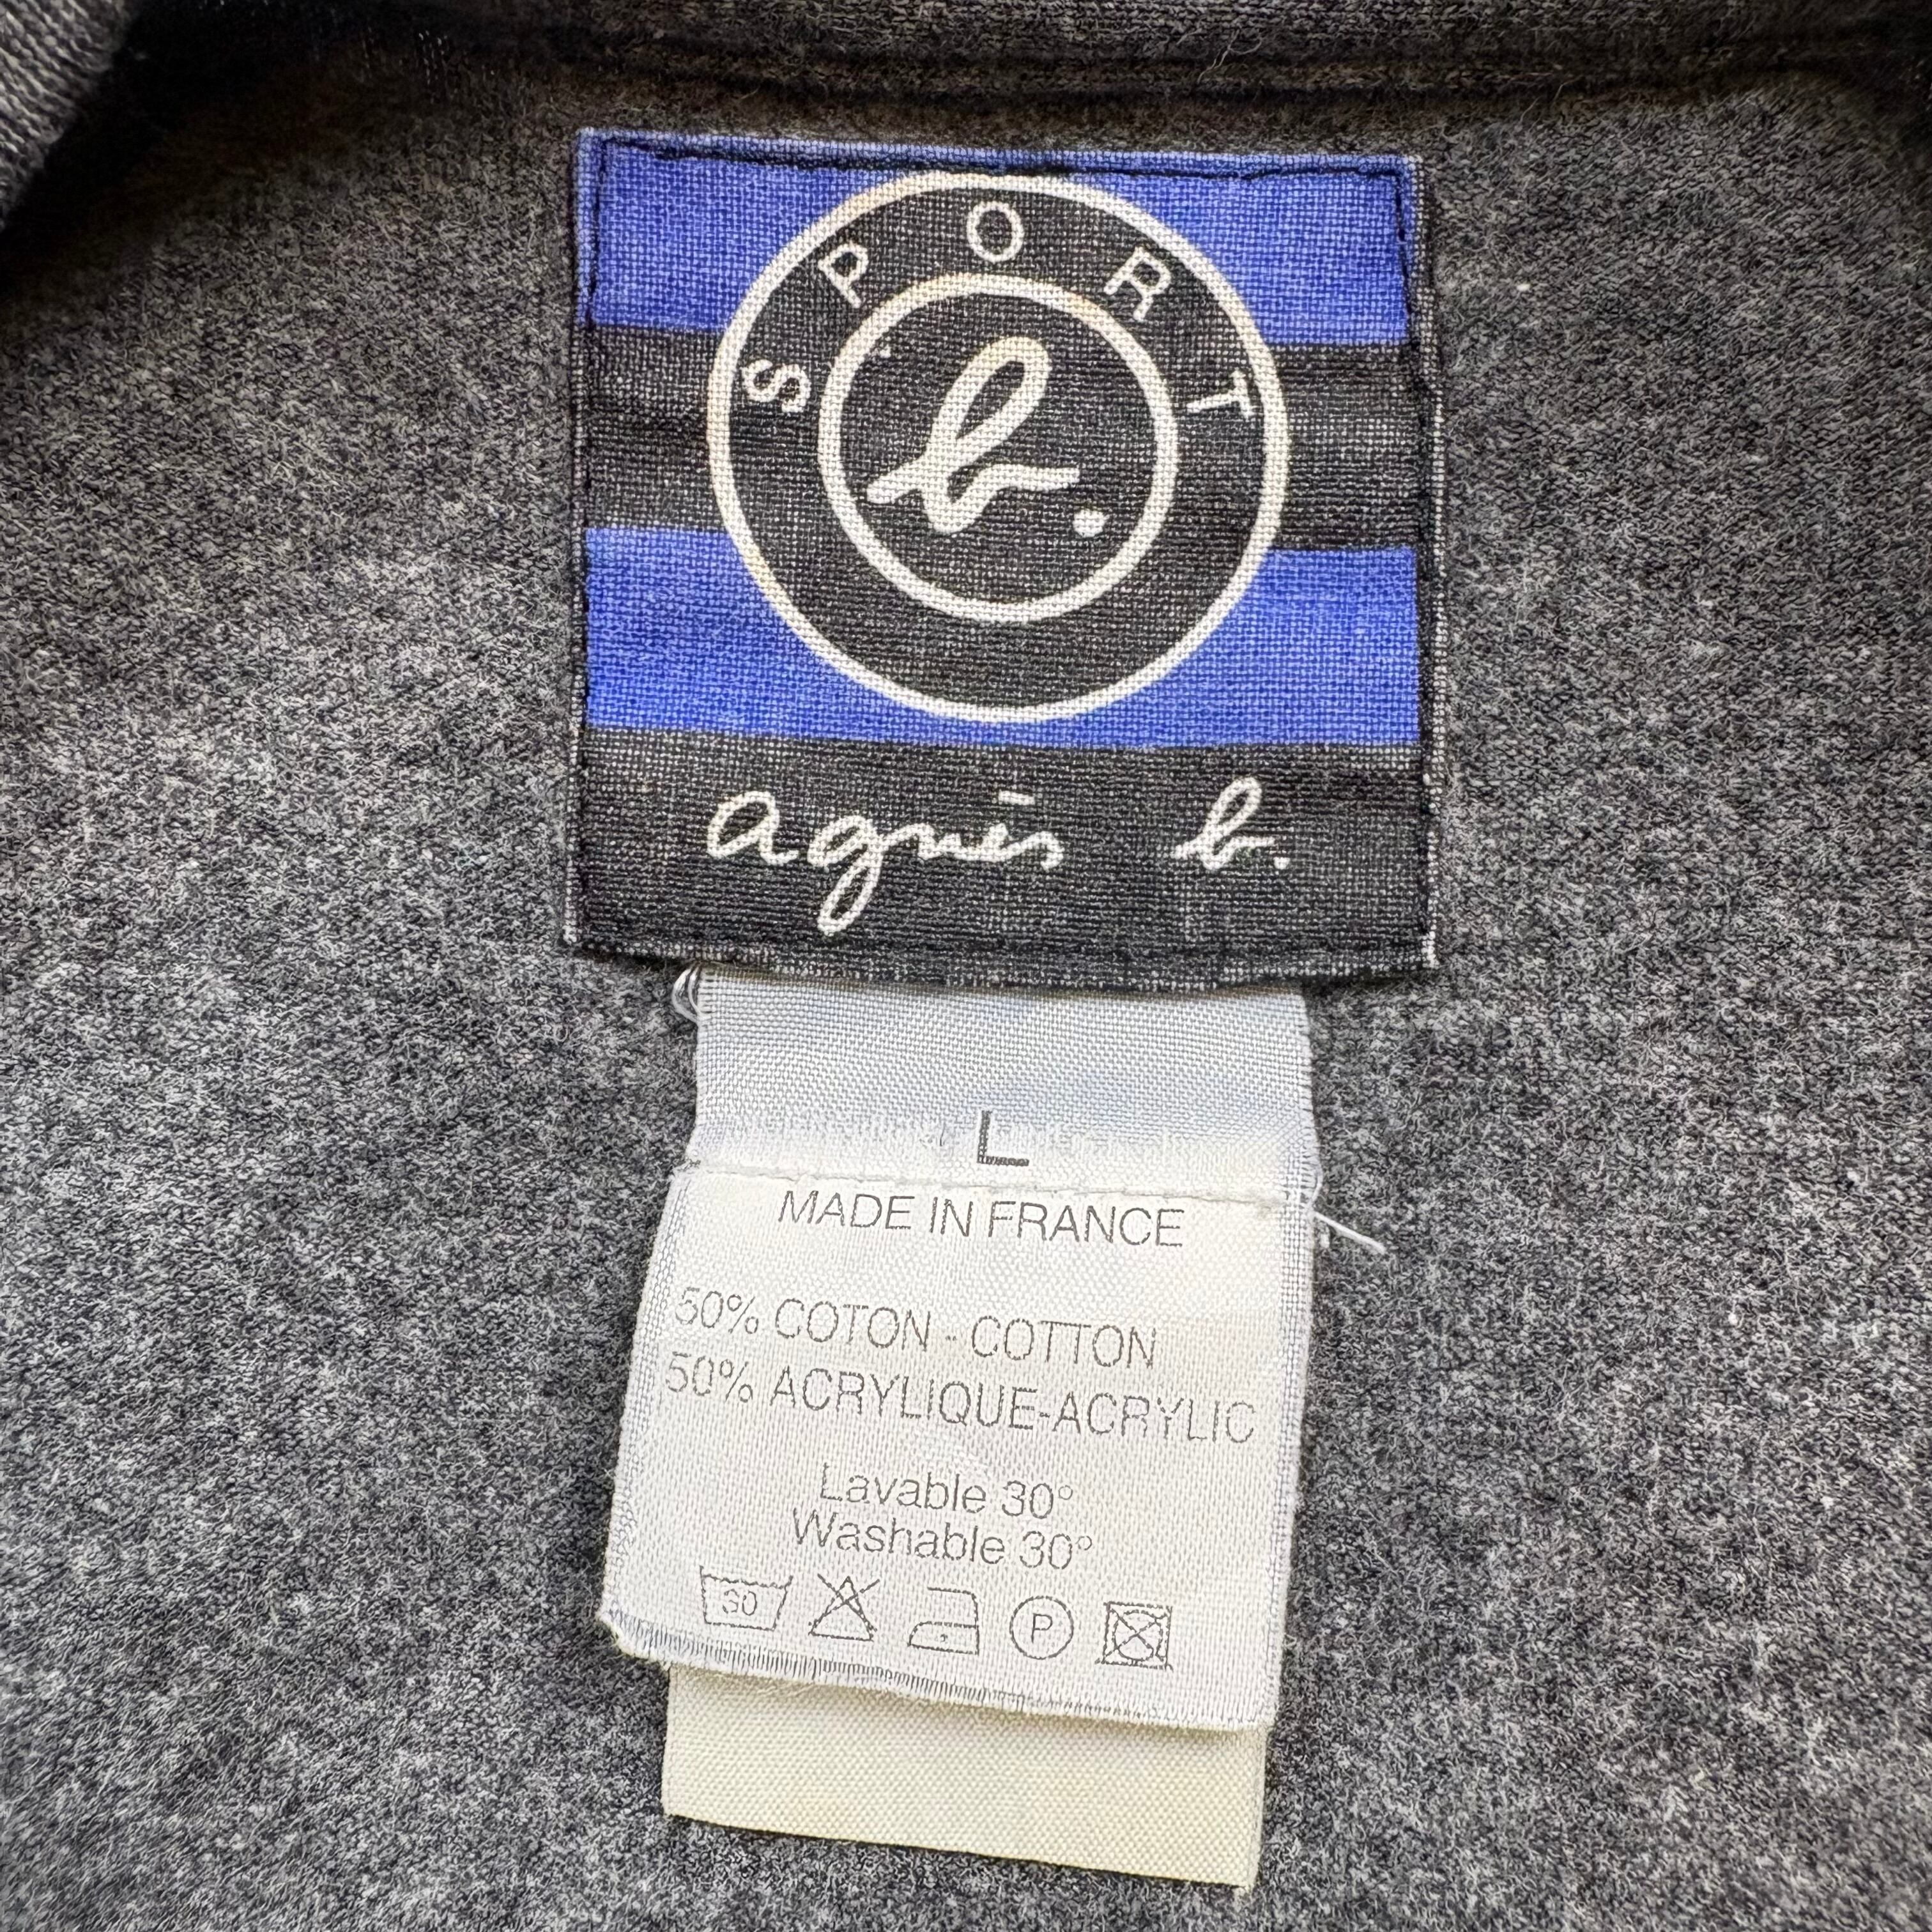 SPORT
b.
agnès b.
L
MADE IN FRANCE
50% COTON - COTTON
50% ACRYLIQUE-ACRYLIC
Lavable 30°
Washable 30°
30 P